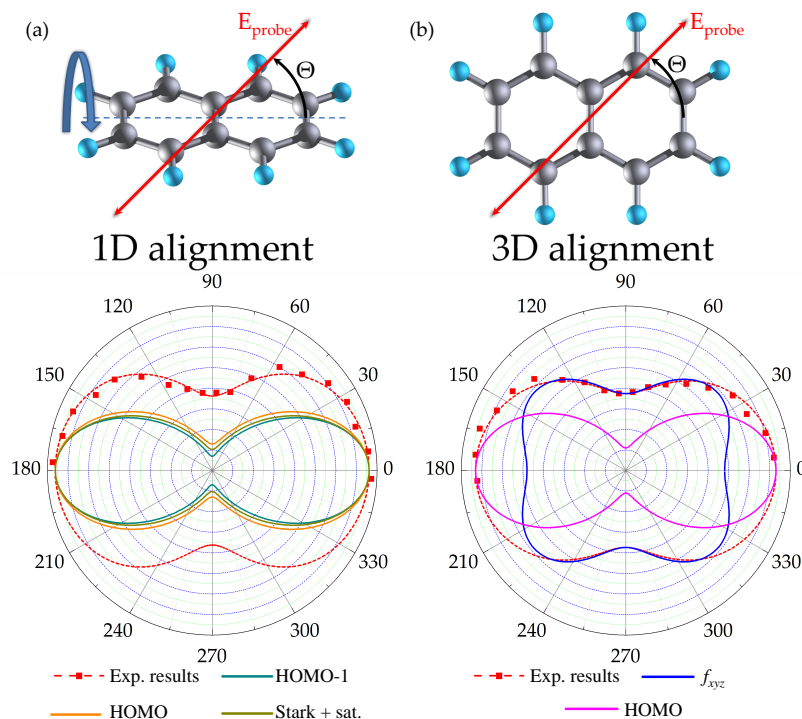 (a)
E_probe
Θ
(b)
E_probe
Θ
1D alignment
3D alignment
90
120
60
150
30
180
0
210
330
240
300
270
90
120
60
150
30
180
0
210
330
240
300
270
Exp. results
HOMO-1
HOMO
Stark + sat.
Exp. results
f_xyz
HOMO